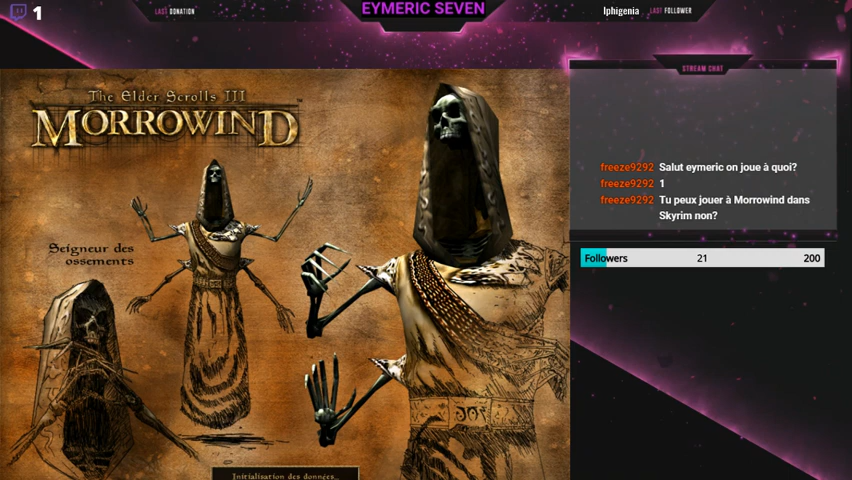 1
LAST DONATION
EYMERIC SEVEN
Iphigenia LAST FOLLOWER
STREAM CHAT
The Elder Scrolls III
MORROWIND
Seigneur des
ossements
freeze9292 Salut eymeric on joue à quoi?
freeze9292 1
freeze9292 Tu peux jouer à Morrowind dans
Skyrim non?
Followers 21 200
Initialisation des données...